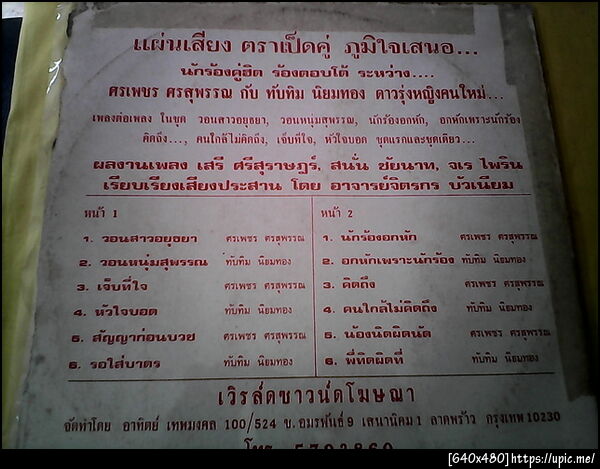 แผ่นเสียง ตราเป็ดคู่ ภูมิใจเสนอ...
นักร้องคู่ฮิต ร้องตอบโต้ ระหว่าง....
ศรเพชร ศรสุพรรณ กับ ทับทิม นิยมทอง ดาวรุ่งหญิงคนใหม่...
เพลงต่อเพลง ในชุด วอนสาวอยุธยา, วอนหนุ่มสุพรรณ, นักร้องอกหัก, อกหักเพราะนักร้อง
คิดถึง..., คนใกล้ไม่คิดถึง, เจ็บที่ใจ, หัวใจบอด ชุดแรกและชุดเดียว...
ผลงานเพลง เสรี ศรีสุราษฎร์, สนั่น ชัยนาท, จเร ไพริน
เรียบเรียงเสียงประสาน โดย อาจารย์จิตรกร บัวเนียม
หน้า 1
1. วอนสาวอยุธยา ศรเพชร ศรสุพรรณ
2. วอนหนุ่มสุพรรณ ทับทิม นิยมทอง
3. เจ็บที่ใจ ศรเพชร ศรสุพรรณ
4. หัวใจบอด ทับทิม นิยมทอง
5. สัญญาก่อนบวช ศรเพชร ศรสุพรรณ
6. รอใส่บาตร ทับทิม นิยมทอง
หน้า 2
1. นักร้องอกหัก ศรเพชร ศรสุพรรณ
2. อกหักเพราะนักร้อง ทับทิม นิยมทอง
3. คิดถึง ศรเพชร ศรสุพรรณ
4. คนใกล้ไม่คิดถึง ทับทิม นิยมทอง
5. น้องนิดผิดนัด ศรเพชร ศรสุพรรณ
6. พี่ทิดผิดที่ ทับทิม นิยมทอง
เวิรล์ดซาวน์ดโฆษณา
จัดทำโดย อาทิตย์ เทพมงคล 100/524 ซ.อมรพันธ์ 9 เสนานิคม 1 ลาดพร้าว กรุงเทพ 10230
โทร.
[640x480]https://upic.me/